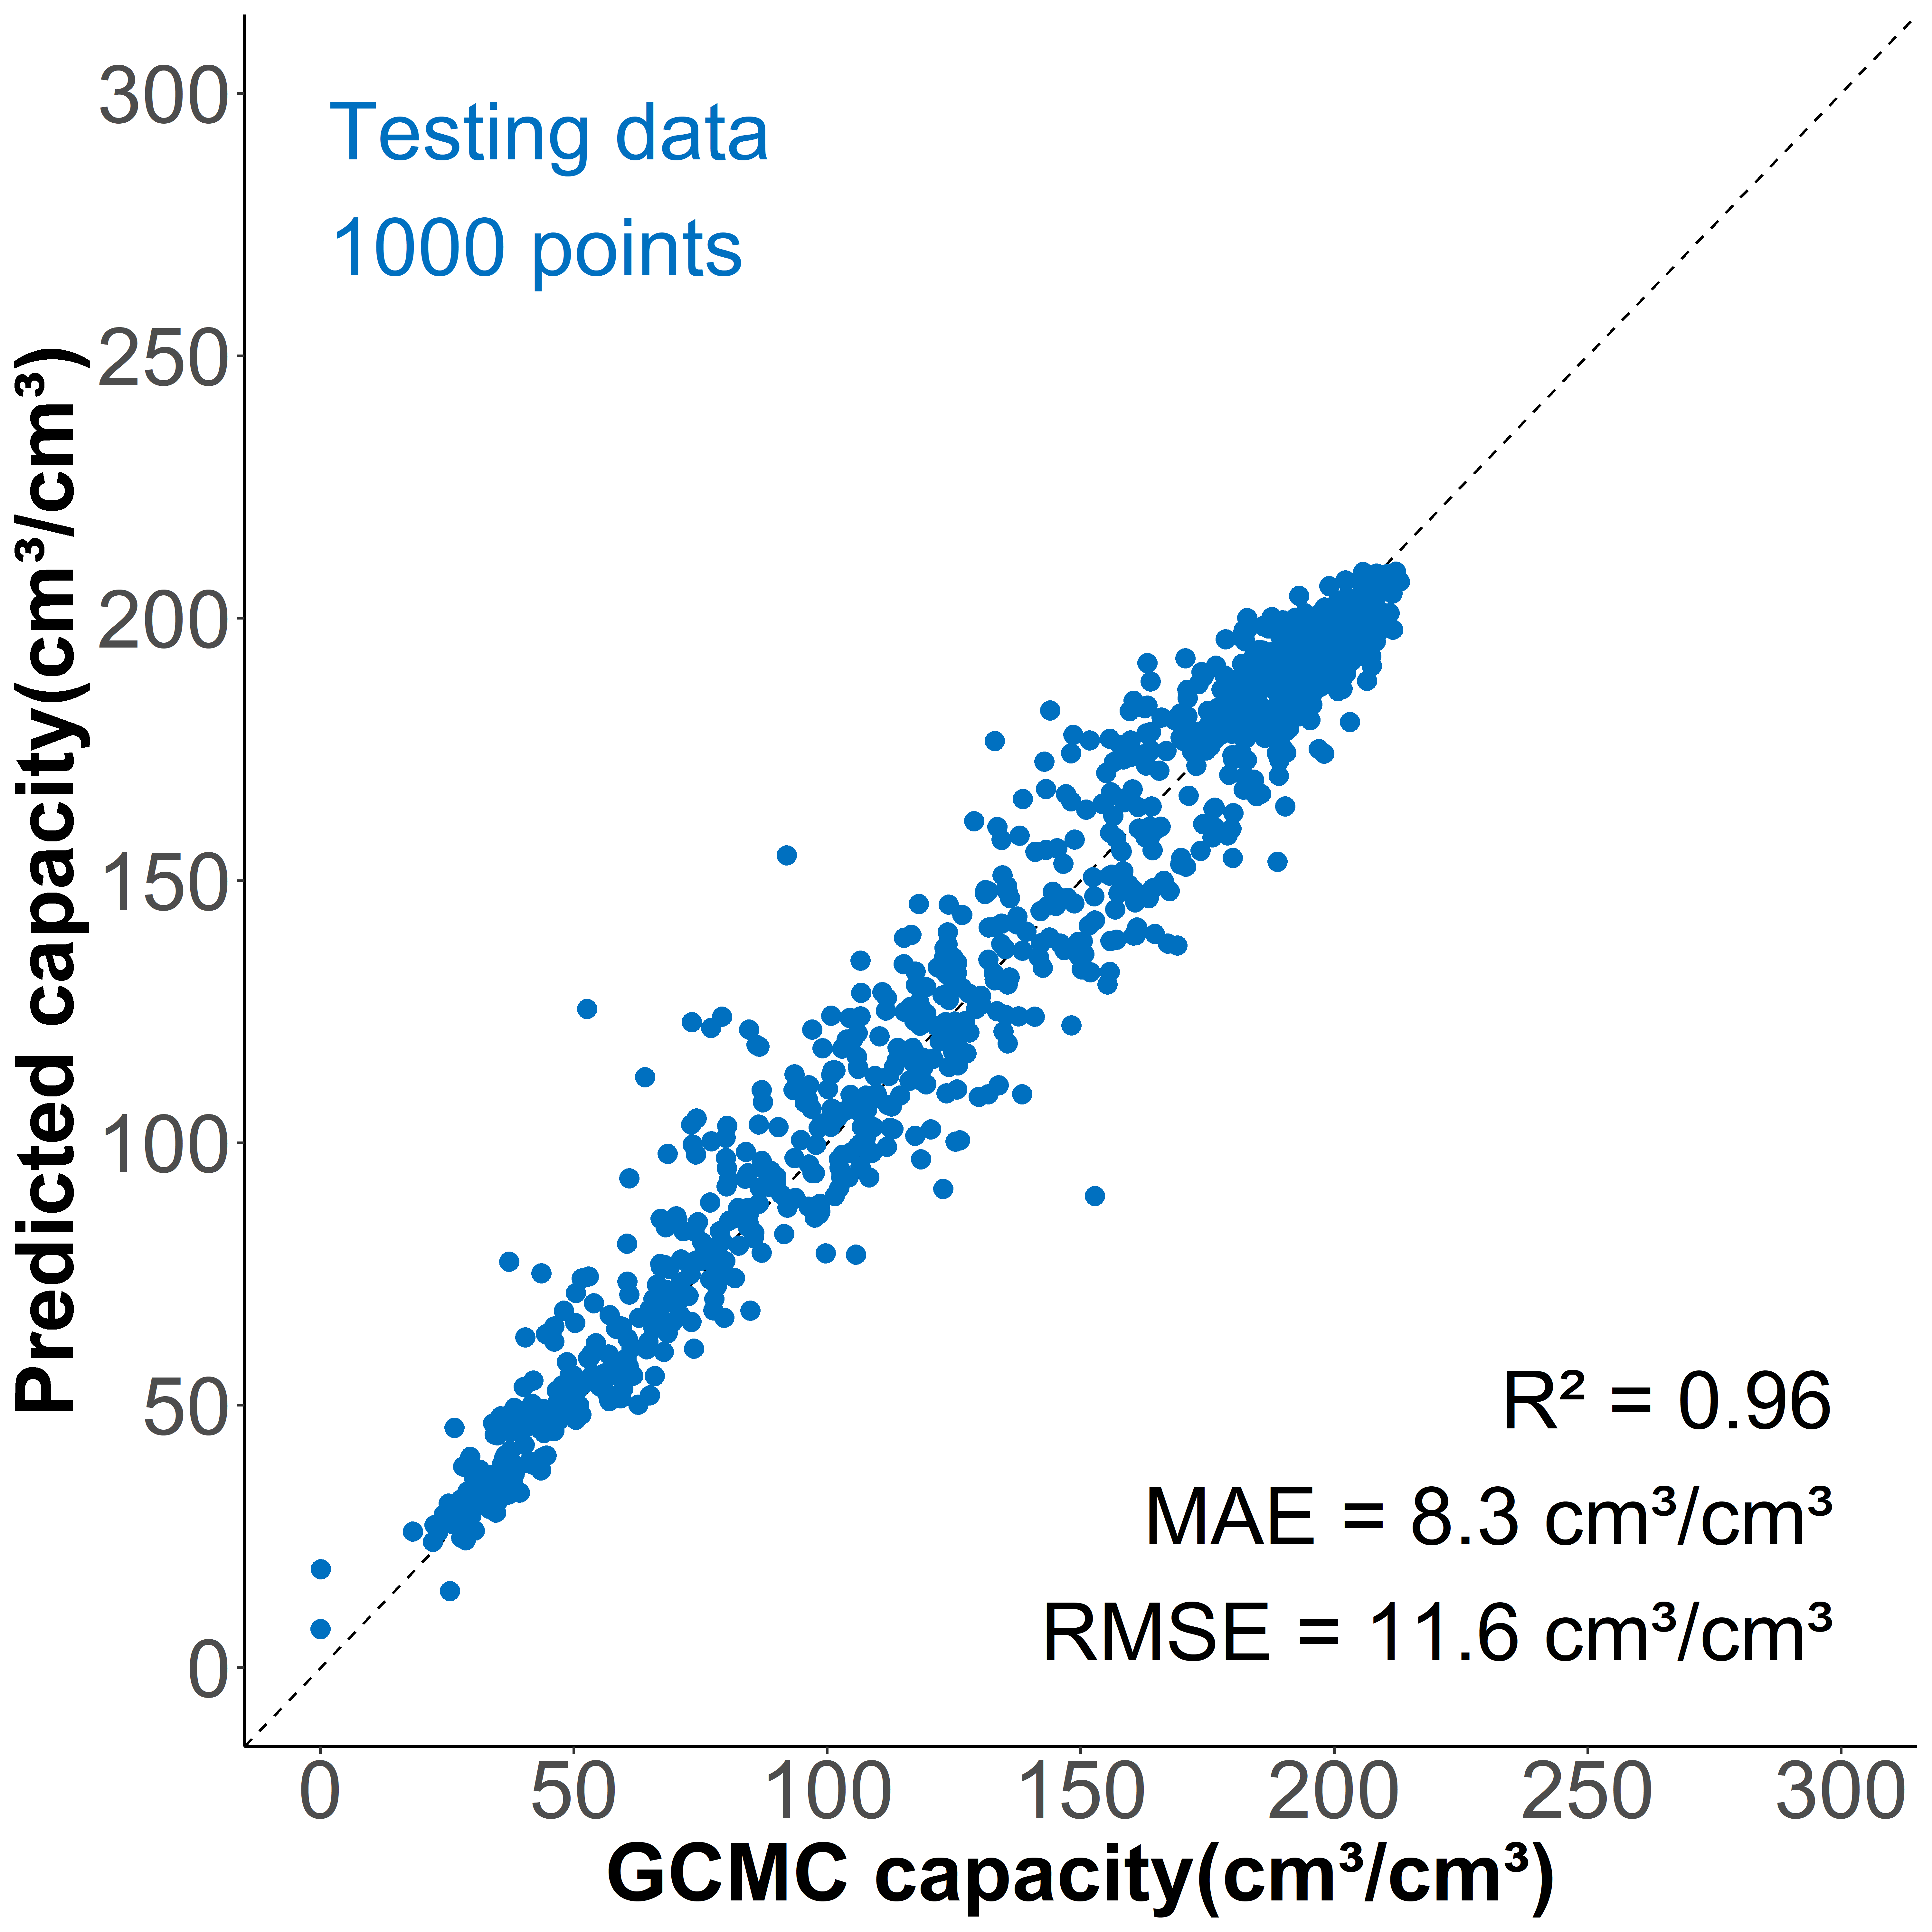 Predicted capacity(cm³/cm³)
300
250
200
150
100
50
0
Testing data
1000 points
R² = 0.96
MAE = 8.3 cm³/cm³
RMSE = 11.6 cm³/cm³
0 50 100 150 200 250 300
GCMC capacity(cm³/cm³)